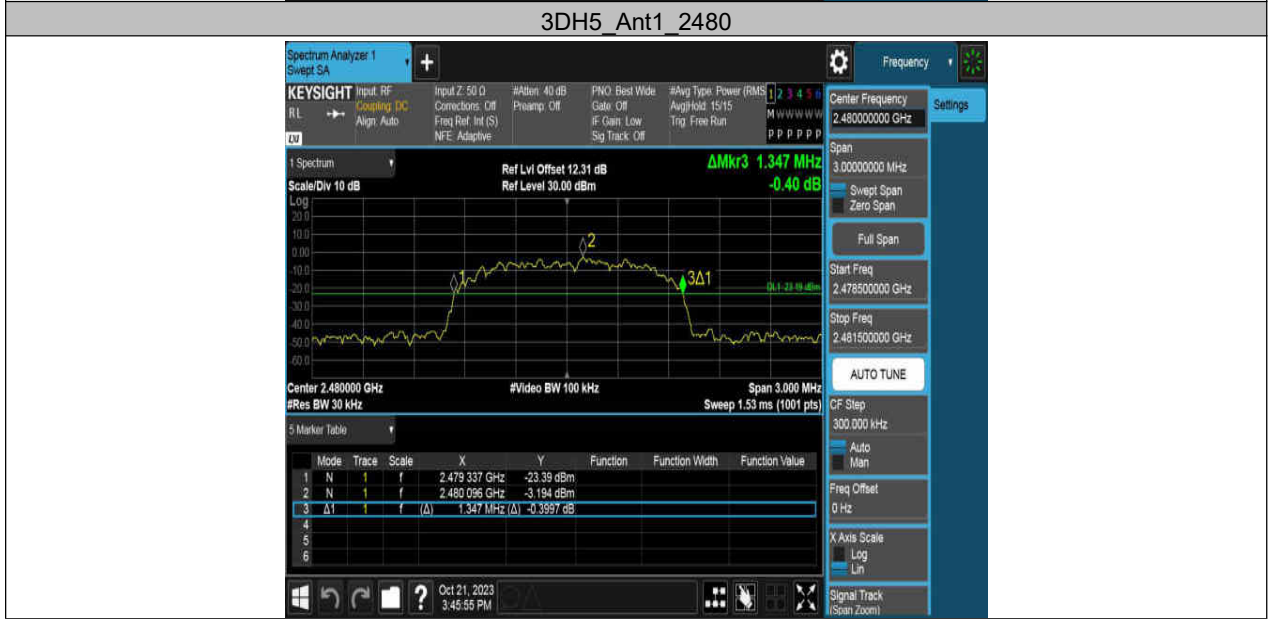 3DH5_Ant1_2480
Spectrum Analyzer 1
Swept SA
Frequency
KEYSIGHT
RL
LXI
Input: RF
Coupling: DC
Align: Auto
Input Z: 50 Ω
Corrections: Off
Freq Ref: Int (S)
NFE: Adaptive
#Atten: 40 dB
Preamp: Off
PNO: Best Wide
Gate: Off
IF Gain: Low
Sig Track: Off
#Avg Type: Power (RMS
Avg|Hold: 15/15
Trig: Free Run
1 2 3 4 5 6
M W W W W W
P P P P P P
Center Frequency
2.480000000 GHz
Settings
Span
3.00000000 MHz
Swept Span
Zero Span
Full Span
Start Freq
2.478500000 GHz
Stop Freq
2.481500000 GHz
AUTO TUNE
CF Step
300.000 kHz
Auto
Man
Freq Offset
0 Hz
X Axis Scale
Log
Lin
Signal Track
(Span Zoom)
1 Spectrum
Scale/Div 10 dB
Log
Ref Lvl Offset 12.31 dB
Ref Level 30.00 dBm
ΔMkr3 1.347 MHz
-0.40 dB
20.0
10.0
0.00
-10.0
-20.0
-30.0
-40.0
-50.0
-60.0
1
2
3Δ1
DL1 -23.19 dBm
Center 2.480000 GHz
#Video BW 100 kHz
Span 3.000 MHz
#Res BW 30 kHz
Sweep 1.53 ms (1001 pts)
5 Marker Table
Mode Trace Scale X Y Function Function Width Function Value
1 N 1 f 2.479 337 GHz -23.39 dBm
2 N 1 f 2.480 096 GHz -3.194 dBm
3 Δ1 1 f (Δ) 1.347 MHz (Δ) -0.3997 dB
4
5
6
Oct 21, 2023
3:45:55 PM